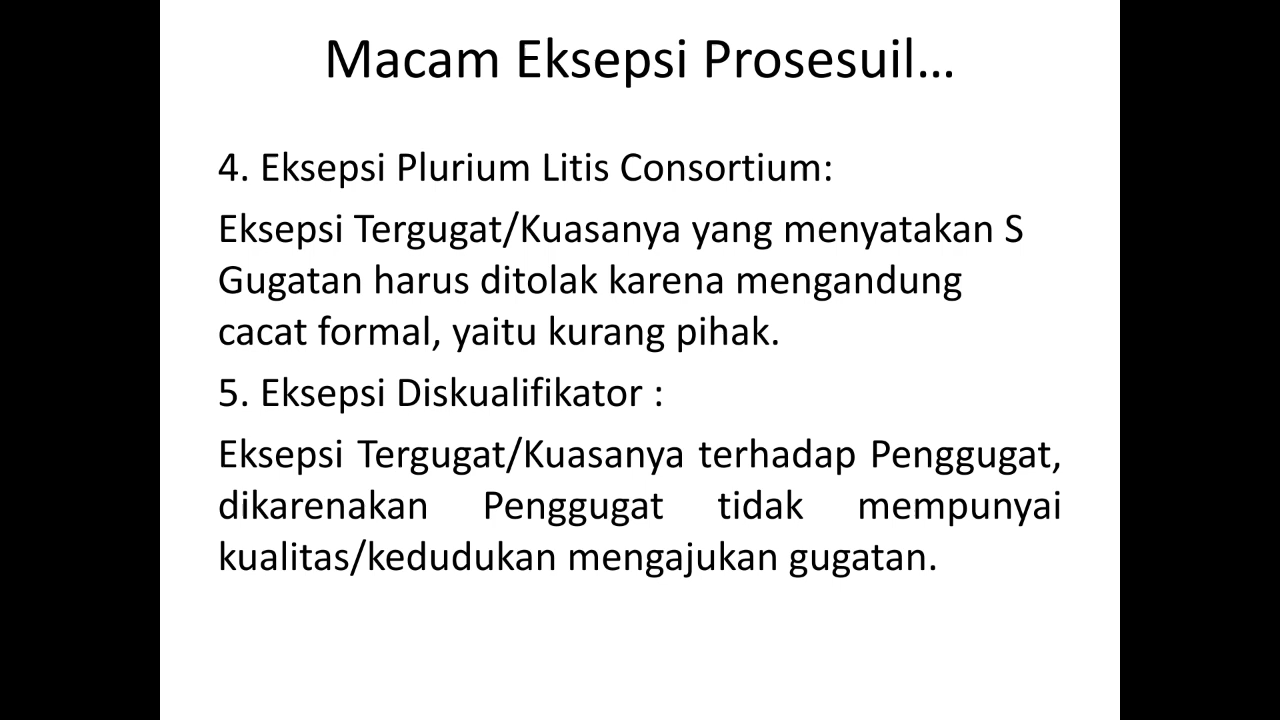 Macam Eksepsi Prosesuil…
4. Eksepsi Plurium Litis Consortium:
Eksepsi Tergugat/Kuasanya yang menyatakan S
Gugatan harus ditolak karena mengandung
cacat formal, yaitu kurang pihak.
5. Eksepsi Diskualifikator :
Eksepsi Tergugat/Kuasanya terhadap Penggugat,
dikarenakan Penggugat tidak mempunyai
kualitas/kedudukan mengajukan gugatan.